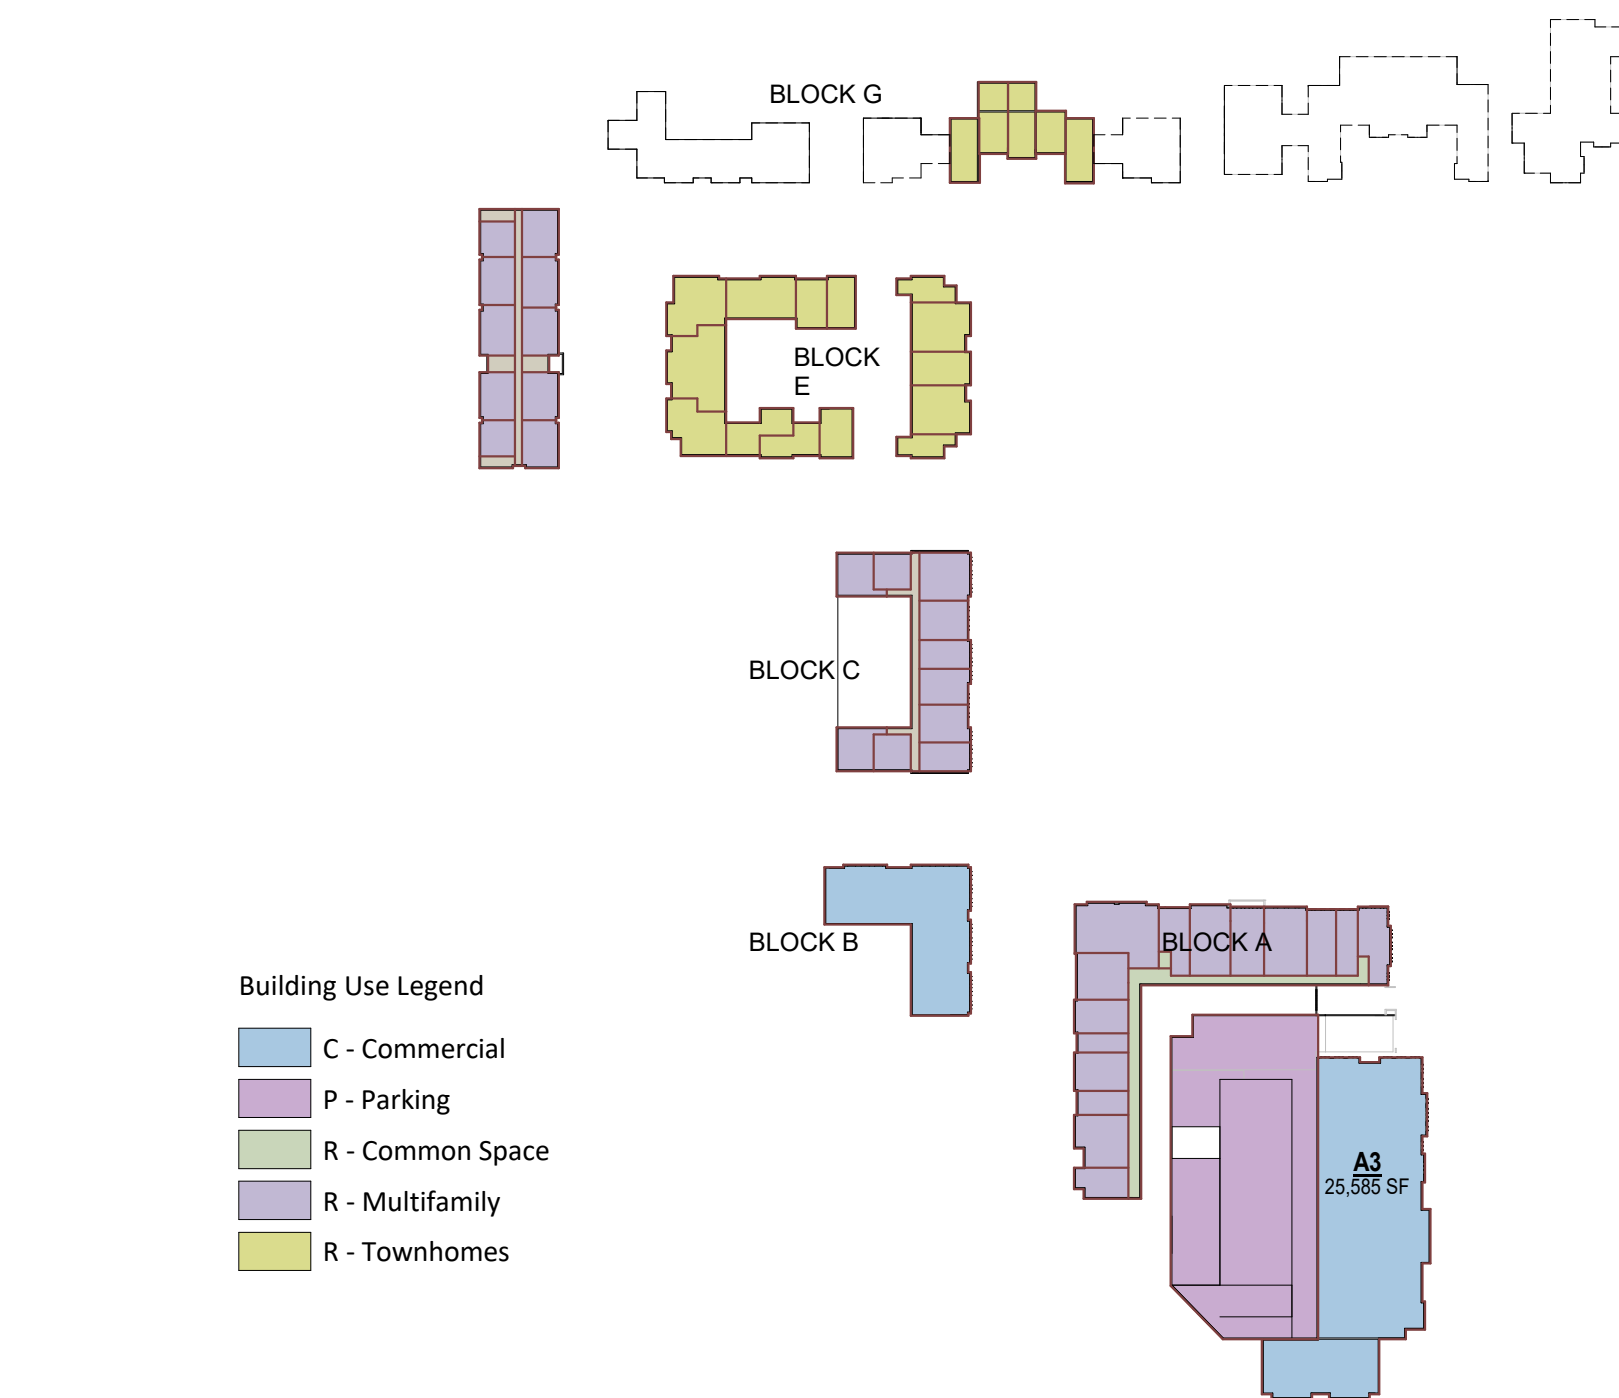 BLOCK G
BLOCK
E
BLOCK C
BLOCK B
BLOCK A
A3
25,585 SF
Building Use Legend
C - Commercial
P - Parking
R - Common Space
R - Multifamily
R - Townhomes